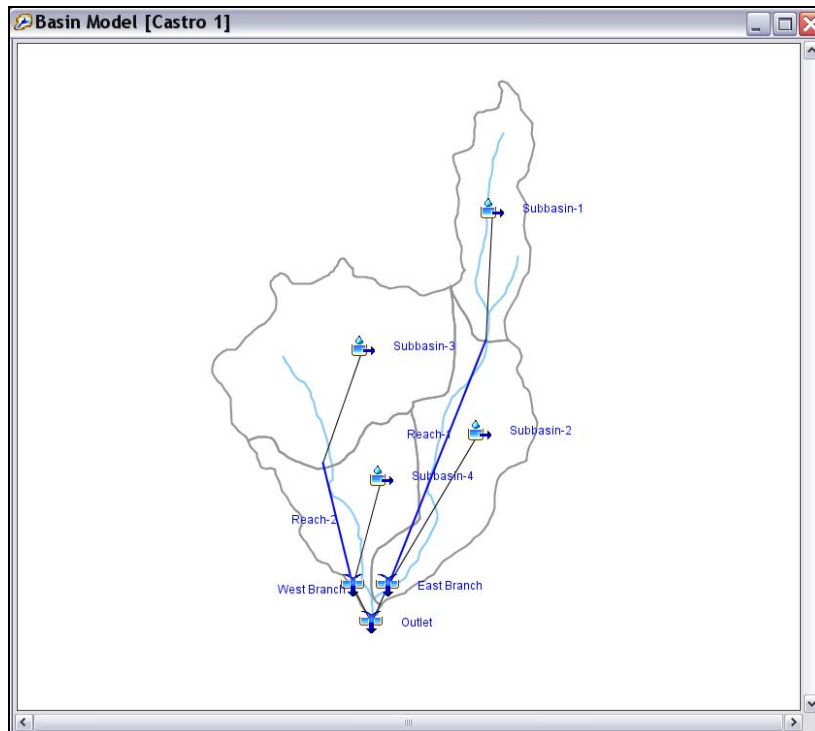 Basin Model [Castro 1]
Subbasin-1
Subbasin-3
Subbasin-2
Reach-1
Subbasin-4
Reach-2
West Branch
East Branch
Outlet